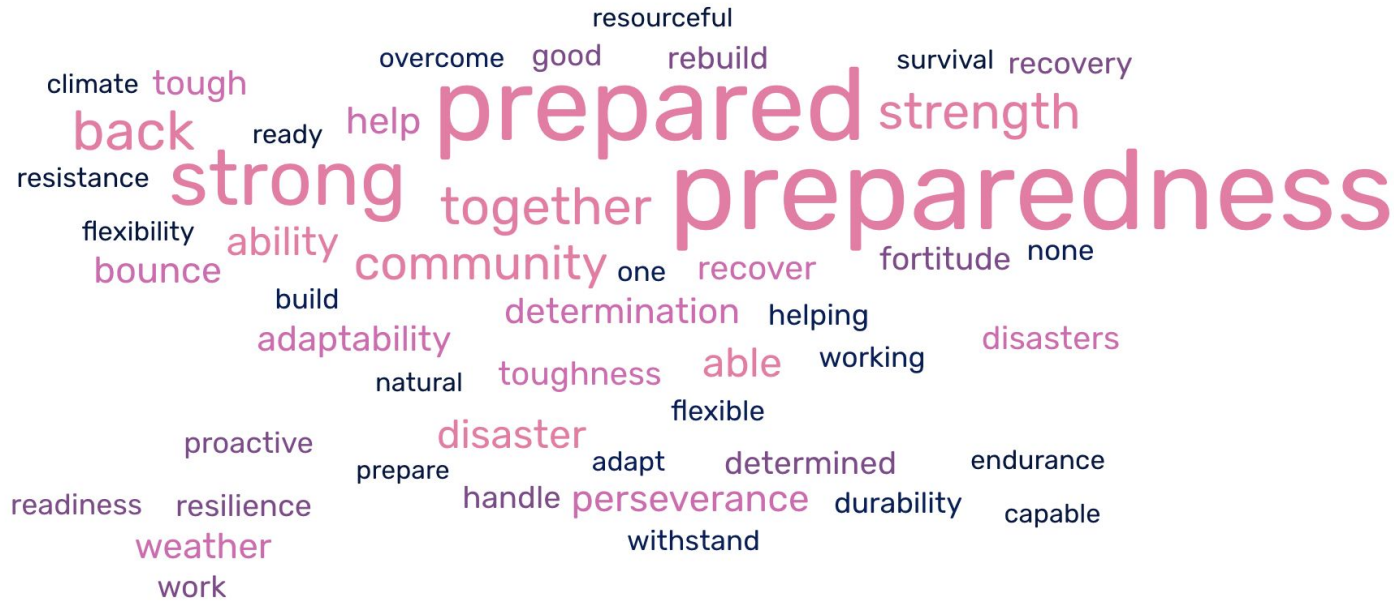 resourceful
overcome good rebuild survival recovery
climate tough
back ready help prepared strength
resistance strong together preparedness
flexibility ability community one recover fortitude none
bounce
build determination helping
adaptability disasters
natural toughness able working
flexible
proactive disaster
prepare adapt determined endurance
readiness resilience handle perseverance durability capable
weather withstand
work